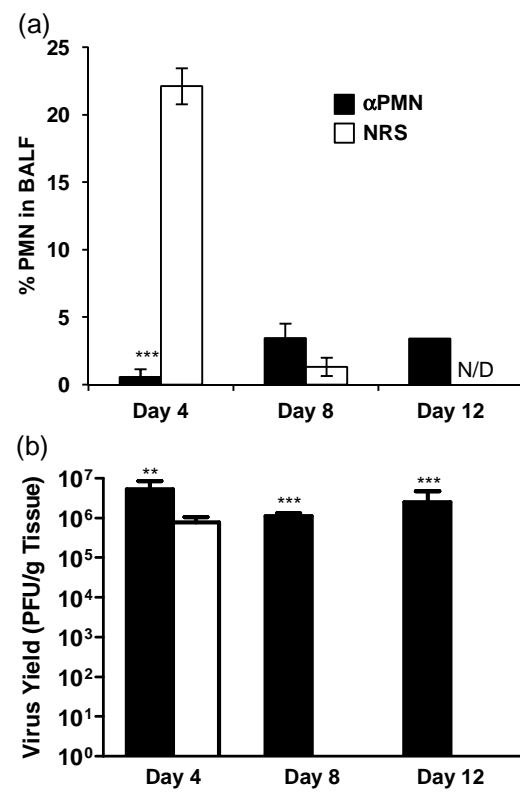 (a)
25
20
15
10
5
0
% PMN in BALF
αPMN
NRS
***
N/D
Day 4 Day 8 Day 12
(b)
10⁷
10⁶
10⁵
10⁴
10³
10²
10¹
10⁰
Virus Yield (PFU/g Tissue)
** *** ***
Day 4 Day 8 Day 12